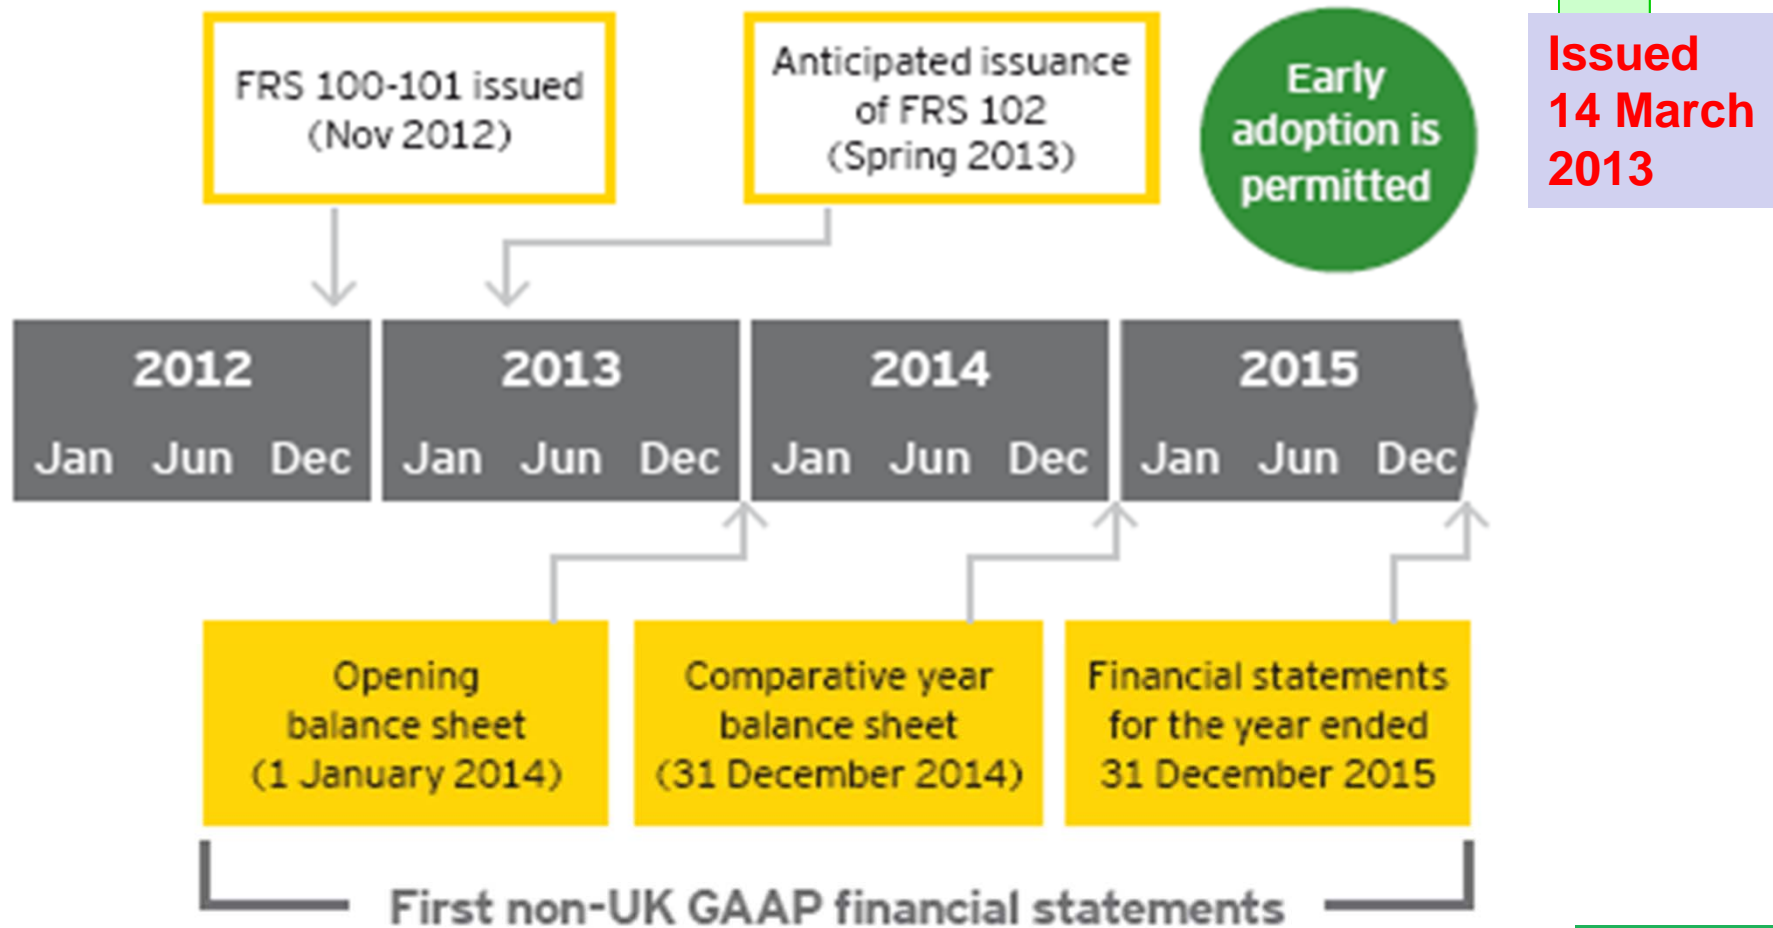 FRS 100-101 issued
(Nov 2012)
Anticipated issuance
of FRS 102
(Spring 2013)
Early
adoption is
permitted
Issued
14 March
2013
2012
Jan Jun Dec
2013
Jan Jun Dec
2014
Jan Jun Dec
2015
Jan Jun Dec
Opening
balance sheet
(1 January 2014)
Comparative year
balance sheet
(31 December 2014)
Financial statements
for the year ended
31 December 2015
First non-UK GAAP financial statements